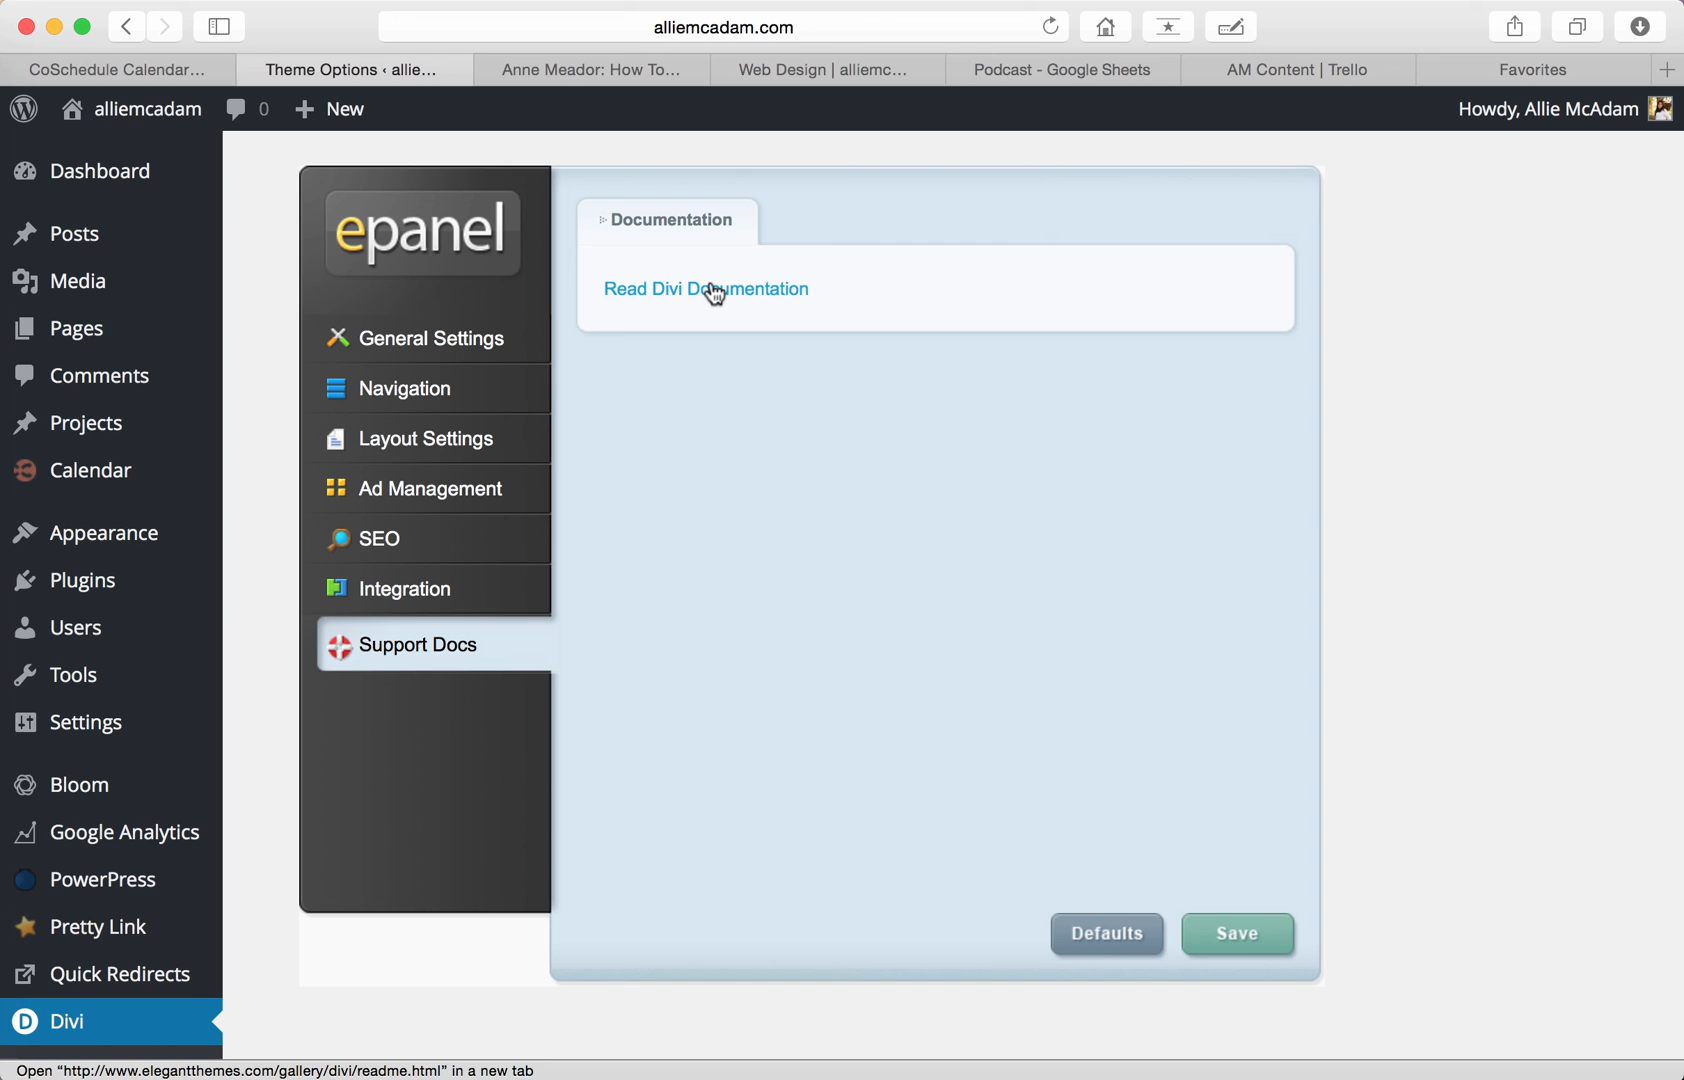 alliemcadam.com
CoSchedule Calendar...
Theme Options ‹ allie...
Anne Meador: How To...
Web Design | alliemc...
Podcast - Google Sheets
AM Content | Trello
Favorites
alliemcadam
0
New
Howdy, Allie McAdam
Dashboard
Posts
Media
Pages
Comments
Projects
Calendar
Appearance
Plugins
Users
Tools
Settings
Bloom
Google Analytics
PowerPress
Pretty Link
Quick Redirects
Divi
epanel
General Settings
Navigation
Layout Settings
Ad Management
SEO
Integration
Support Docs
Documentation
Read Divi Documentation
Defaults
Save
Open “http://www.elegantthemes.com/gallery/divi/readme.html” in a new tab